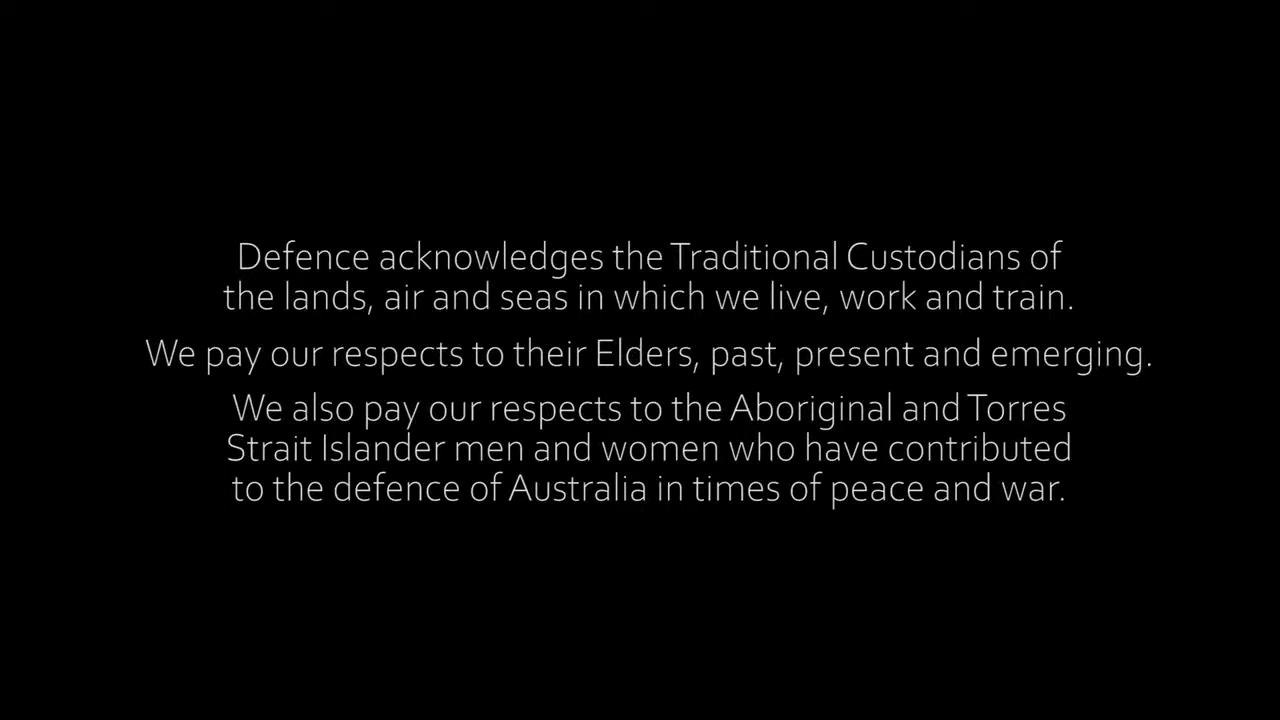 Defence acknowledges the Traditional Custodians of
the lands, air and seas in which we live, work and train.
We pay our respects to their Elders, past, present and emerging.
We also pay our respects to the Aboriginal and Torres
Strait Islander men and women who have contributed
to the defence of Australia in times of peace and war.